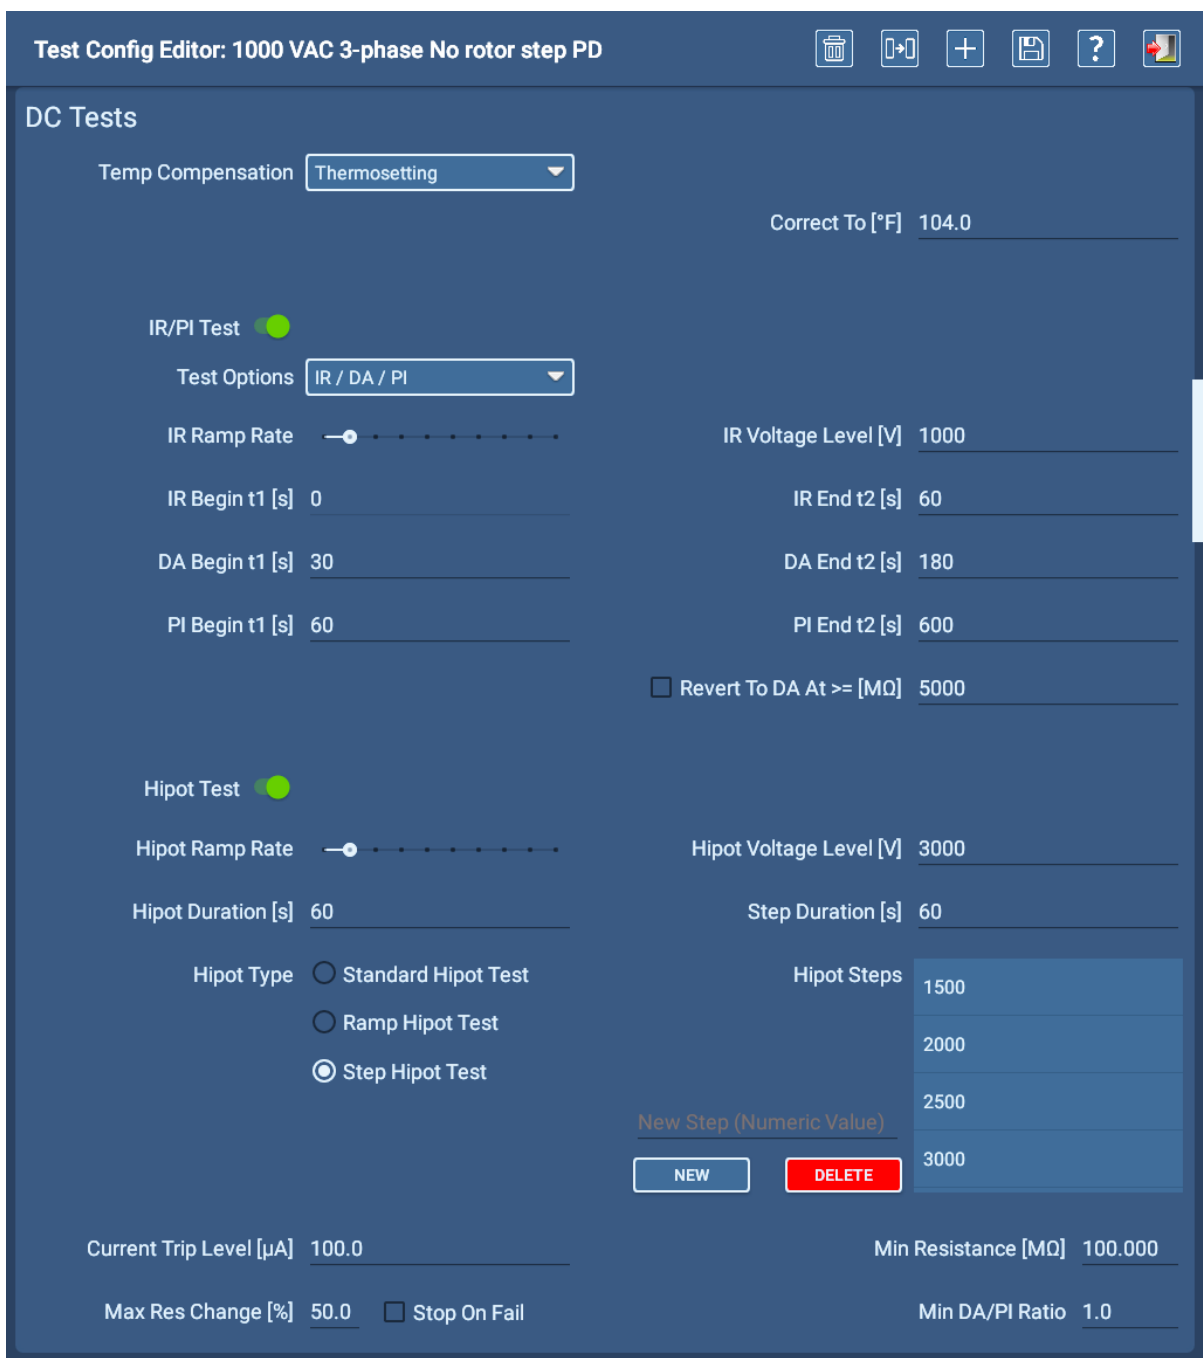 Test Config Editor: 1000 VAC 3-phase No rotor step PD
?
DC Tests
Temp Compensation Thermosetting
Correct To [°F] 104.0
IR/PI Test
Test Options IR / DA / PI
IR Ramp Rate IR Voltage Level [V] 1000
IR Begin t1 [s] 0 IR End t2 [s] 60
DA Begin t1 [s] 30 DA End t2 [s] 180
PI Begin t1 [s] 60 PI End t2 [s] 600
Revert To DA At >= [MΩ] 5000
Hipot Test
Hipot Ramp Rate Hipot Voltage Level [V] 3000
Hipot Duration [s] 60 Step Duration [s] 60
Hipot Type Standard Hipot Test Hipot Steps 1500
Ramp Hipot Test 2000
Step Hipot Test 2500
New Step (Numeric Value)
NEW DELETE 3000
Current Trip Level [µA] 100.0 Min Resistance [MΩ] 100.000
Max Res Change [%] 50.0 Stop On Fail Min DA/PI Ratio 1.0